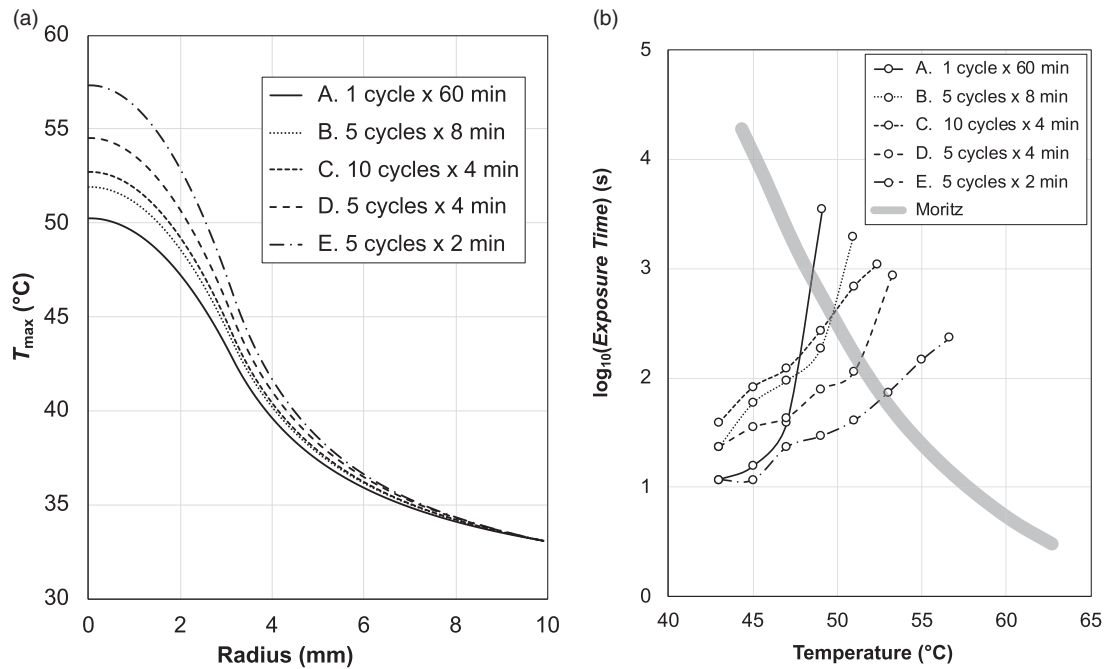 (a)
60
55
50
45
40
35
30
Tmax (°C)
0 2 4 6 8 10
Radius (mm)
A. 1 cycle x 60 min
B. 5 cycles x 8 min
C. 10 cycles x 4 min
D. 5 cycles x 4 min
E. 5 cycles x 2 min
(b)
5
4
3
2
1
0
log₁₀(Exposure Time) (s)
40 45 50 55 60 65
Temperature (°C)
A. 1 cycle x 60 min
B. 5 cycles x 8 min
C. 10 cycles x 4 min
D. 5 cycles x 4 min
E. 5 cycles x 2 min
Moritz